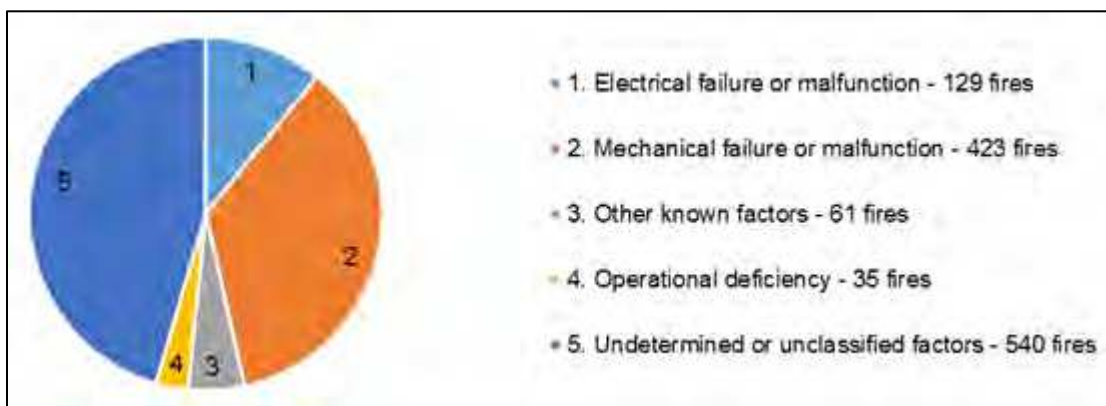 1
2
3
4
5
1. Electrical failure or malfunction - 129 fires
2. Mechanical failure or malfunction - 423 fires
3. Other known factors - 61 fires
4. Operational deficiency - 35 fires
5. Undetermined or unclassified factors - 540 fires